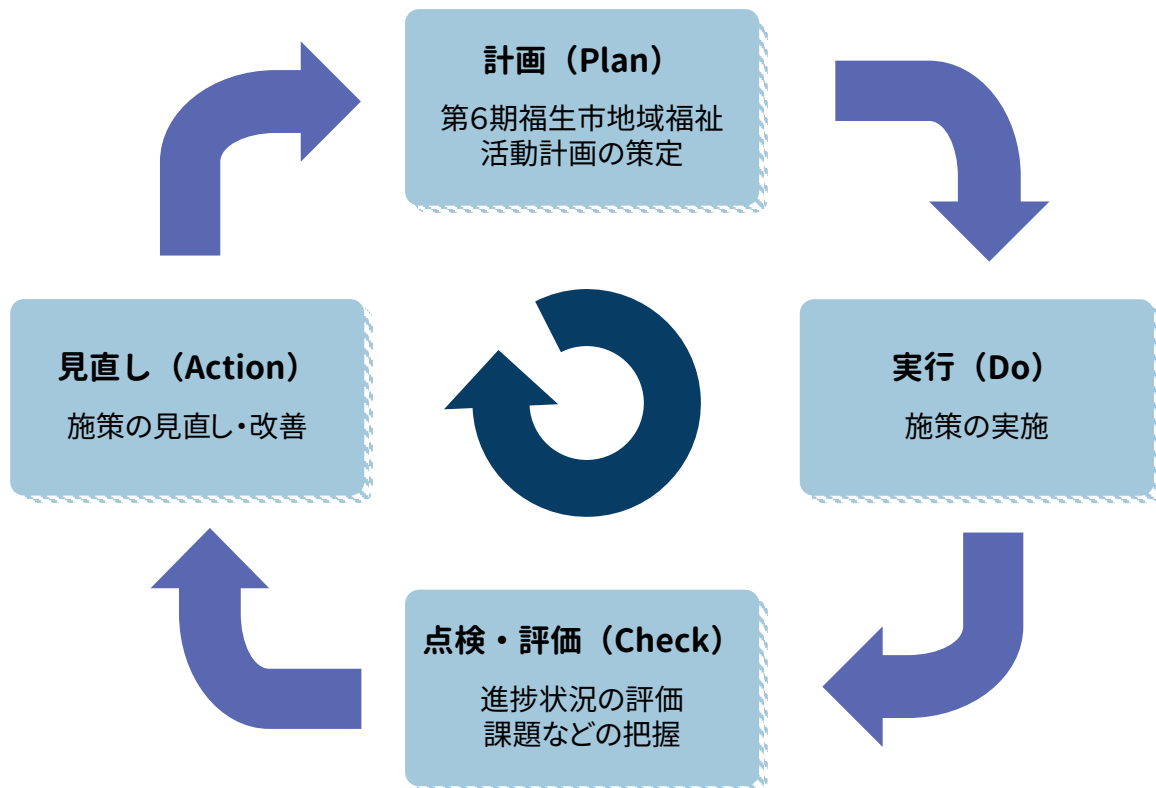 計画（Plan）
第6期福生市地域福祉
活動計画の策定
実行（Do）
施策の実施
点検・評価（Check）
進捗状況の評価
課題などの把握
見直し（Action）
施策の見直し・改善